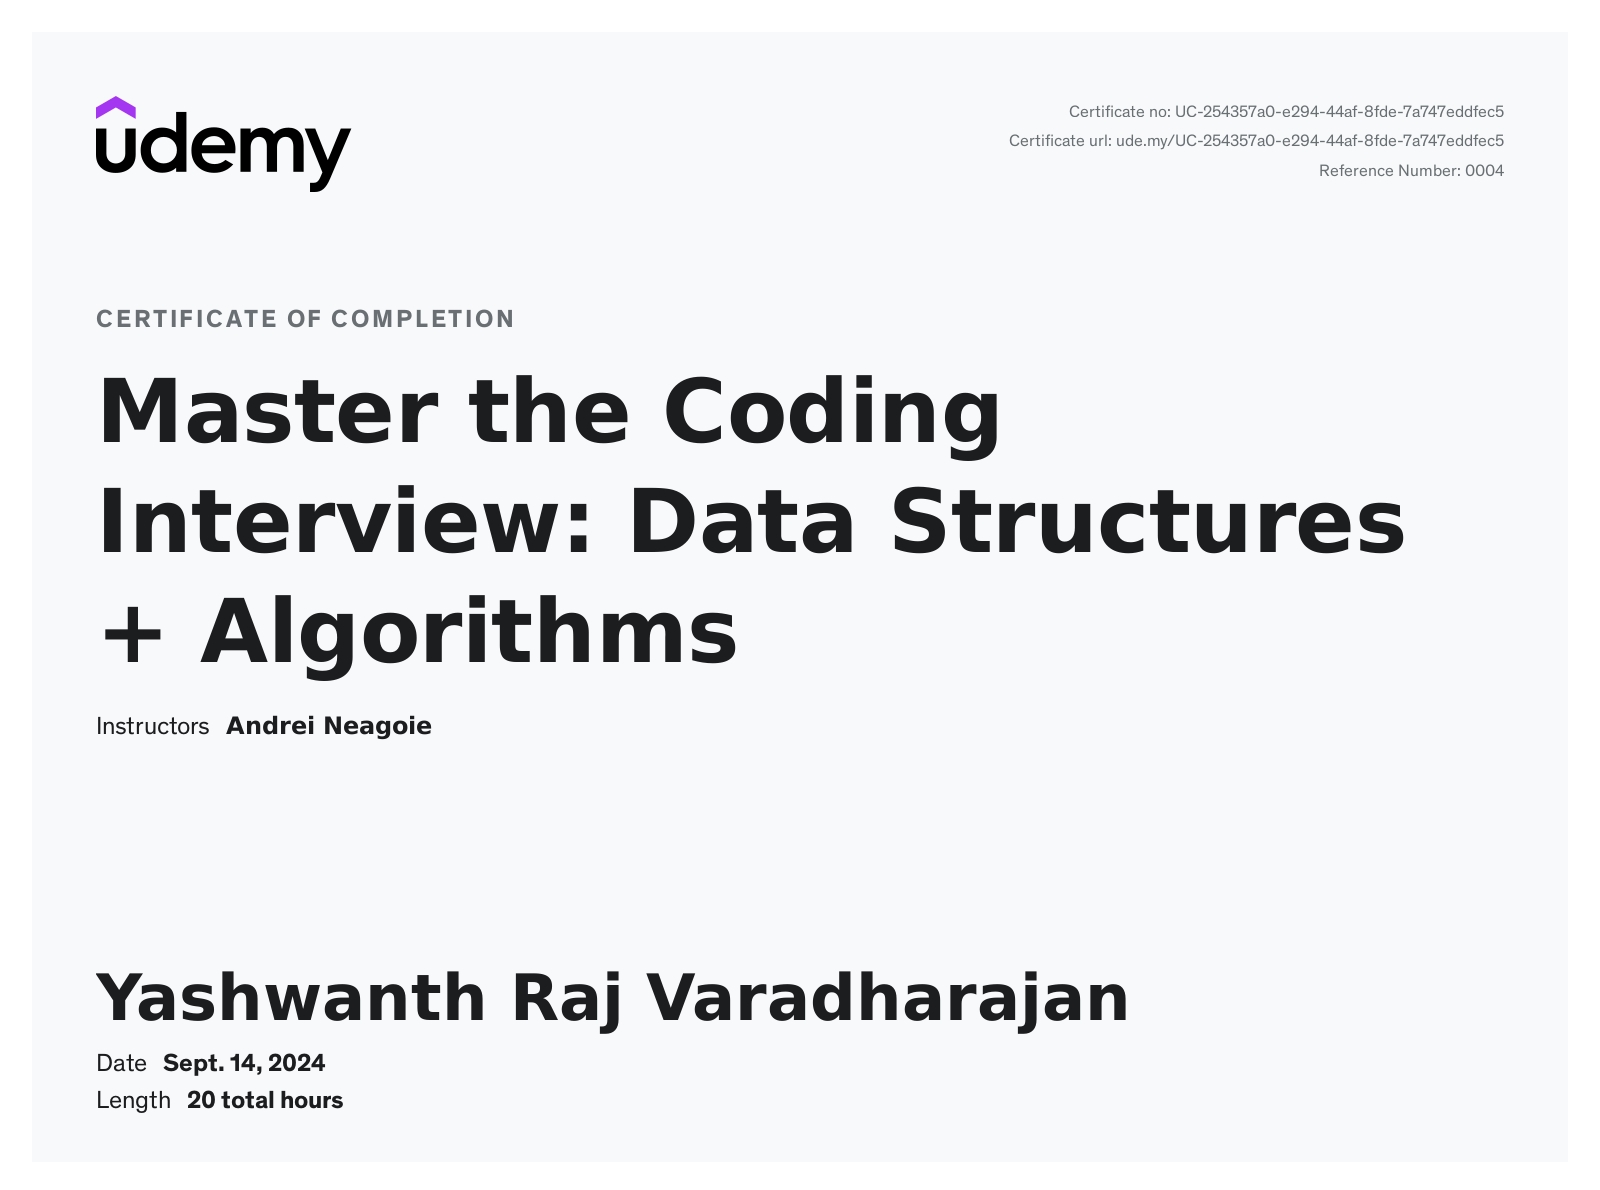 udemy
Certificate no: UC-254357a0-e294-44af-8fde-7a747eddfec5
Certificate url: ude.my/UC-254357a0-e294-44af-8fde-7a747eddfec5
Reference Number: 0004
CERTIFICATE OF COMPLETION
Master the Coding
Interview: Data Structures
+ Algorithms
Instructors Andrei Neagoie
Yashwanth Raj Varadharajan
Date Sept. 14, 2024
Length 20 total hours